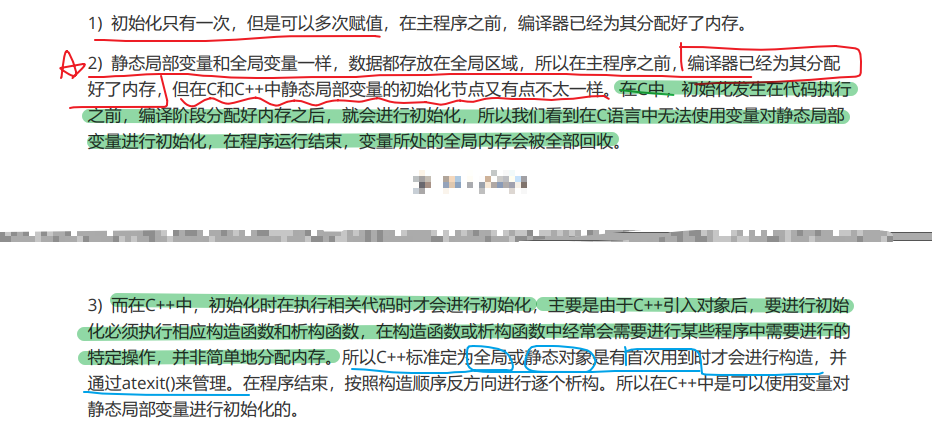 1）初始化只有一次，但是可以多次赋值，在主程序之前，编译器已经为其分配好了内存。
2）静态局部变量和全局变量一样，数据都存放在全局区域，所以在主程序之前，编译器已经为其分配
好了内存，但在C和C++中静态局部变量的初始化节点又有点不太一样。在C中，初始化发生在代码执行
之前，编译阶段分配好内存之后，就会进行初始化，所以我们看到在C语言中无法使用变量对静态局部
变量进行初始化，在程序运行结束，变量所处的全局内存会被全部回收。
3）而在C++中，初始化时在执行相关代码时才会进行初始化，主要是由于C++引入对象后，要进行初始
化必须执行相应构造函数和析构函数，在构造函数或析构函数中经常会需要进行某些程序中需要进行的
特定操作，并非简单地分配内存。所以C++标准定为全局或静态对象是有首次用到时才会进行构造，并
通过atexit()来管理。在程序结束，按照构造顺序反方向进行逐个析构。所以在C++中是可以使用变量对
静态局部变量进行初始化的。